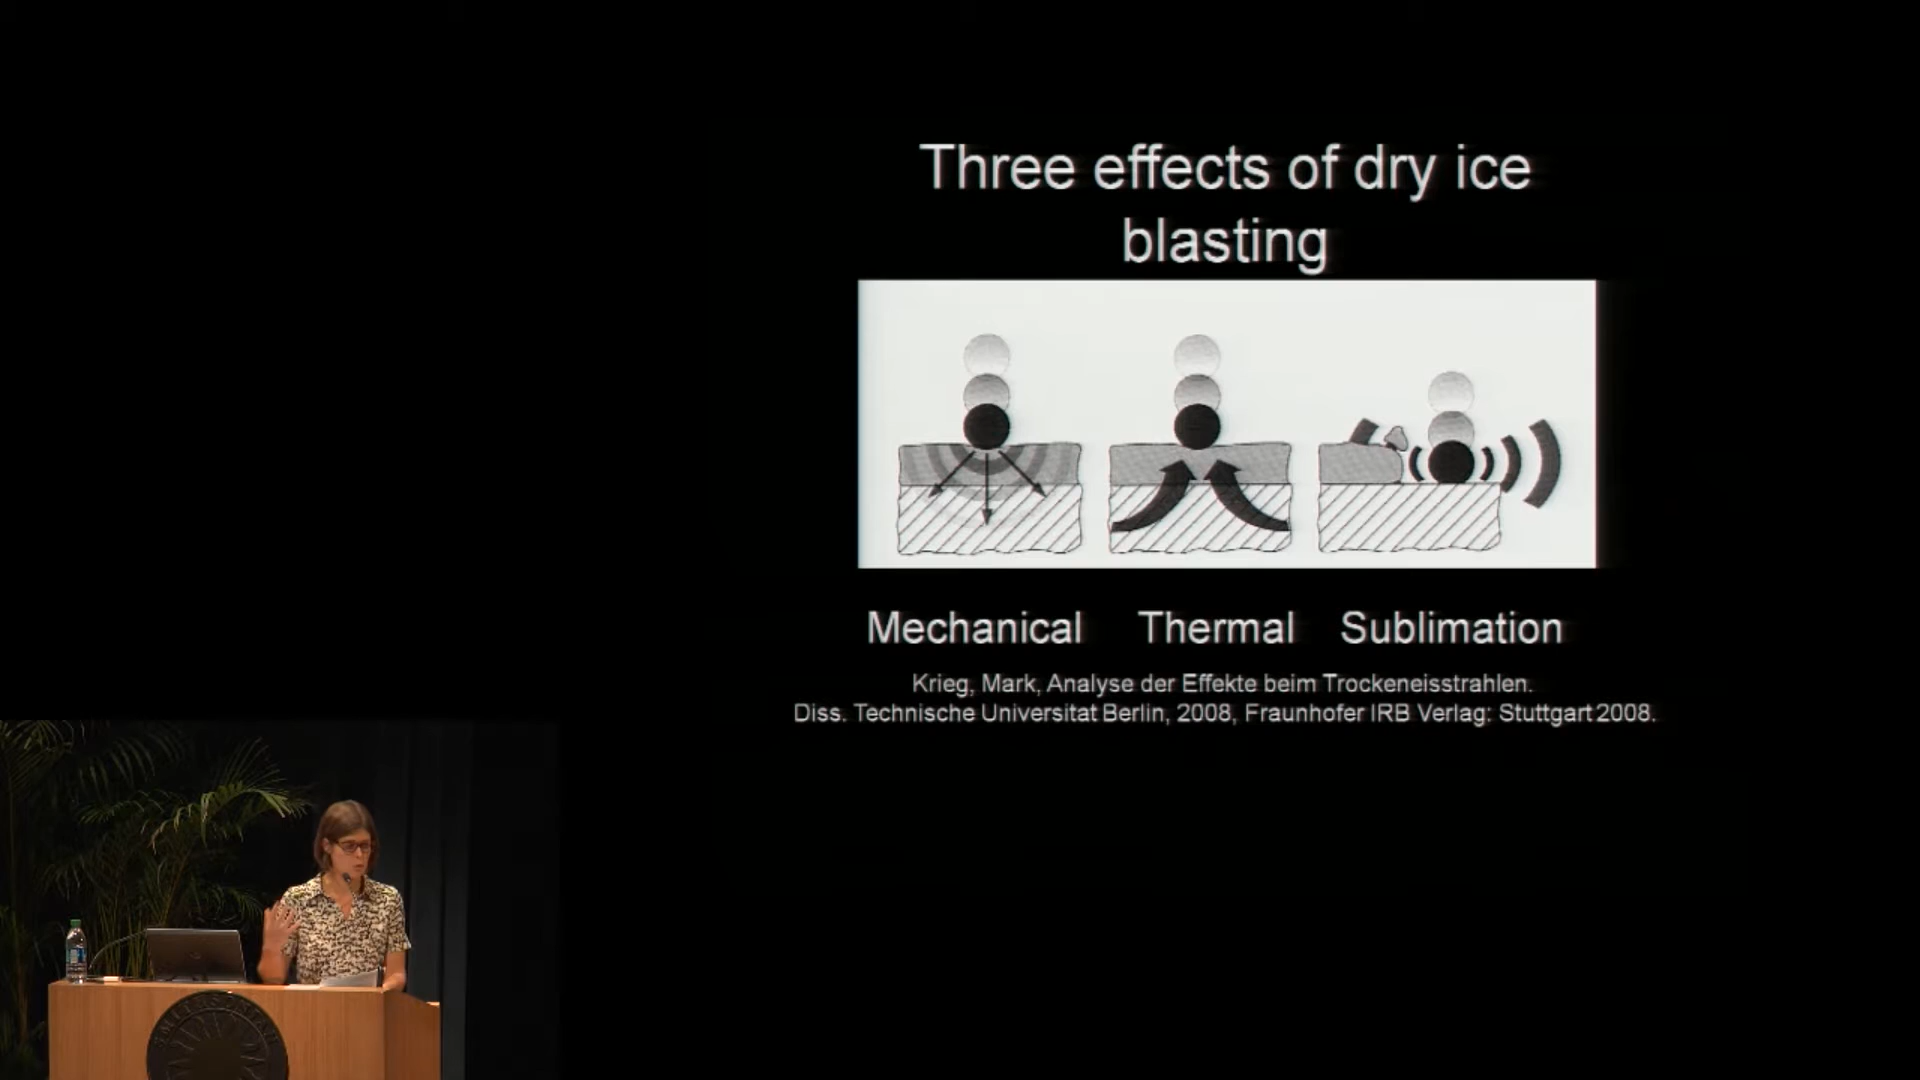 Three effects of dry ice
blasting
Mechanical Thermal Sublimation
Krieg, Mark, Analyse der Effekte beim Trockeneisstrahlen.
Diss. Technische Universitat Berlin, 2008, Fraunhofer IRB Verlag: Stuttgart 2008.